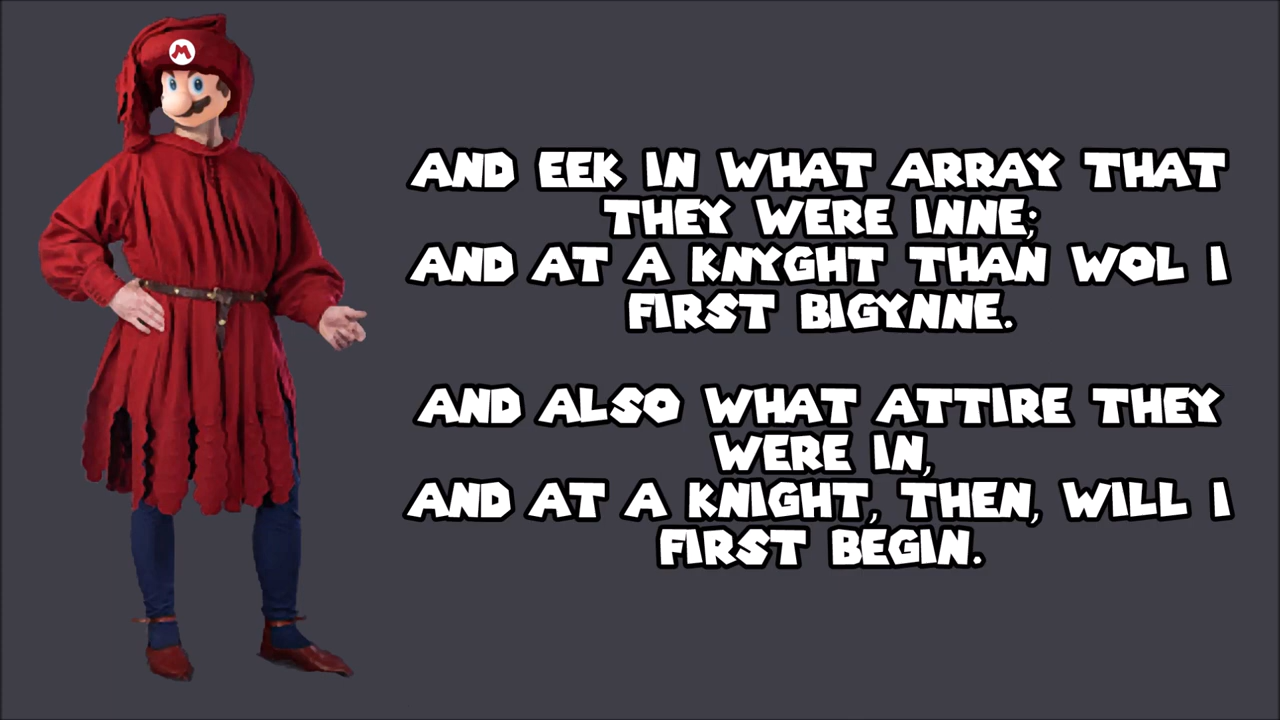 M
AND EEK IN WHAT ARRAY THAT
THEY WERE INNE;
AND AT A KNYGHT THAN WOL I
FIRST BIGYNNE.
AND ALSO WHAT ATTIRE THEY
WERE IN,
AND AT A KNIGHT, THEN, WILL I
FIRST BEGIN.